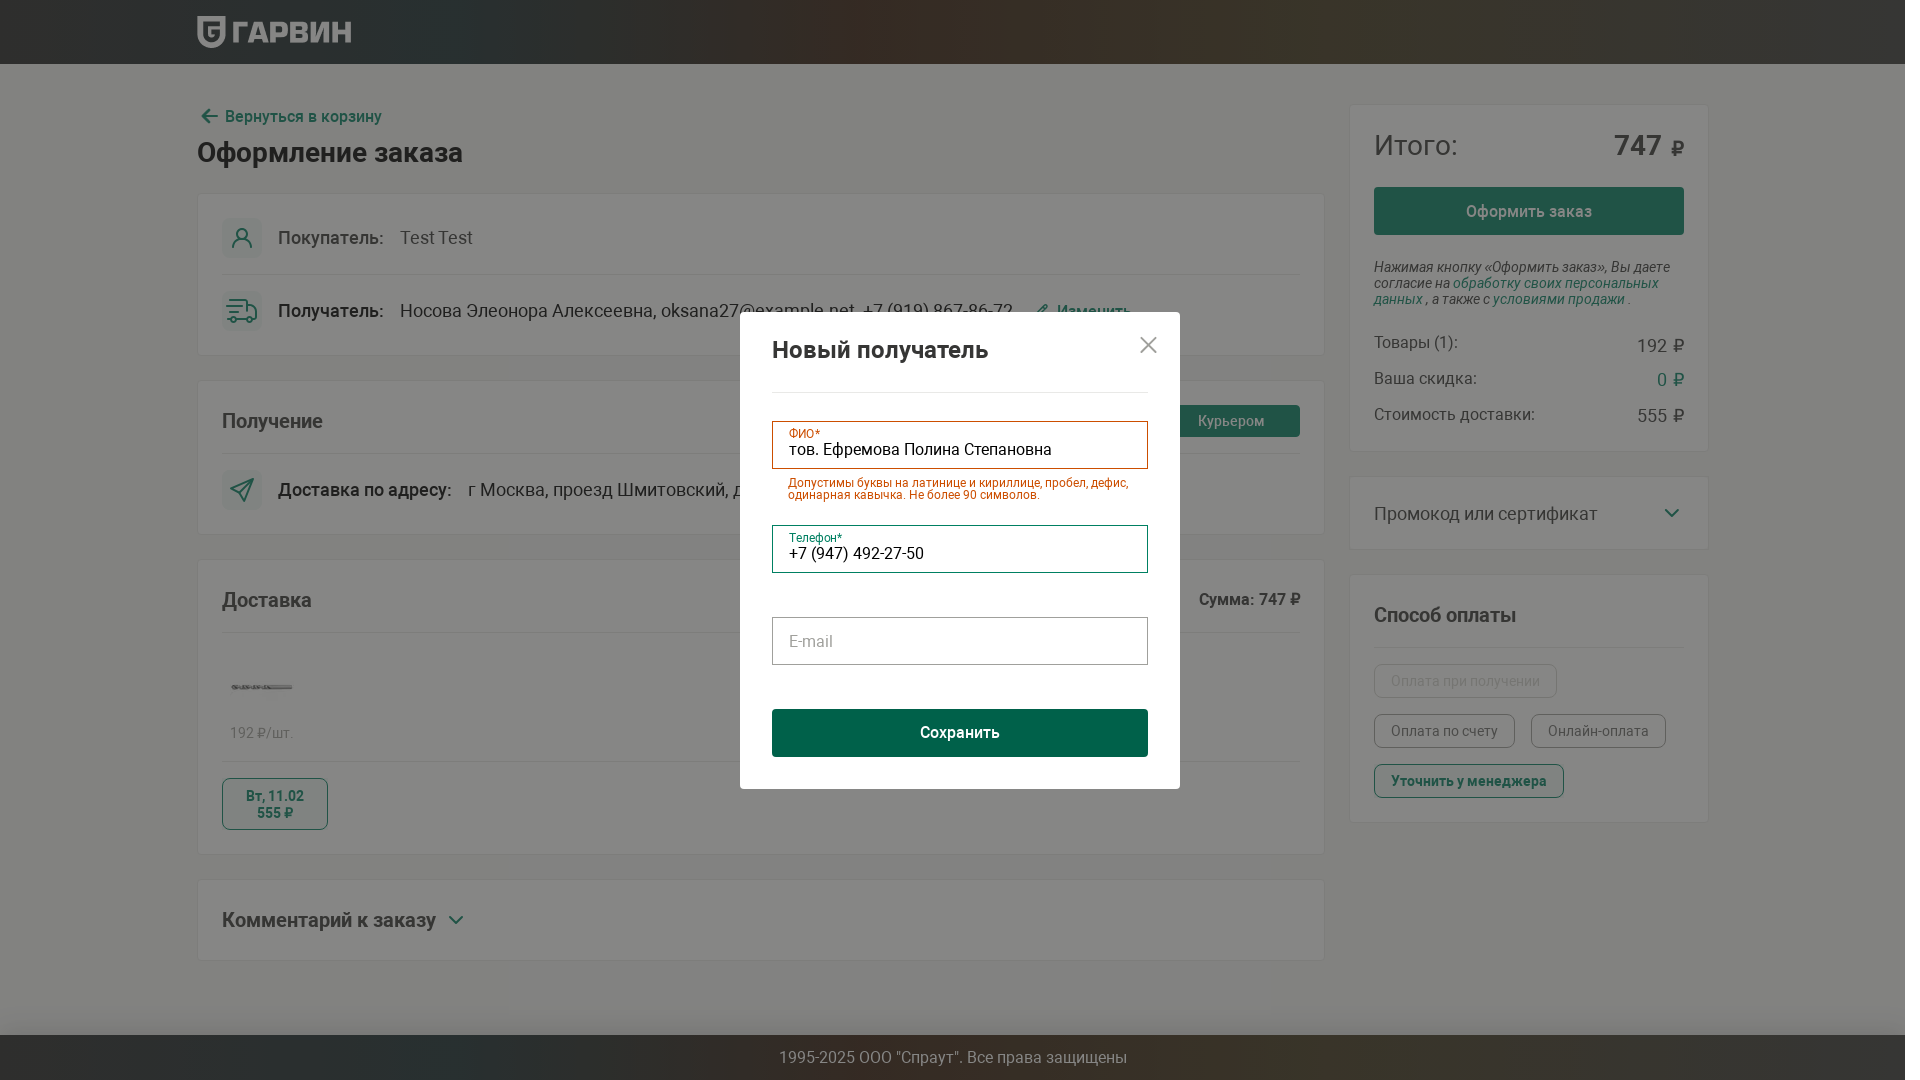 ГАРВИН
Вернуться в корзину
Оформление заказа
Покупатель: Test Test
Получатель: Носова Элеонора Алексеевна, oksana27@example.net, +7 (919) 867-86-72 Изменить
Получение
Курьером
Доставка по адресу: г Москва, проезд Шмитовский, д
Доставка
Сумма: 747 ₽
192 ₽/шт.
Вт, 11.02
555 ₽
Комментарий к заказу
Новый получатель
ФИО*
тов. Ефремова Полина Степановна
Допустимы буквы на латинице и кириллице, пробел, дефис,
одинарная кавычка. Не более 90 символов.
Телефон*
+7 (947) 492-27-50
E-mail
Сохранить
Итого: 747 ₽
Оформить заказ
Нажимая кнопку «Оформить заказ», Вы даете
согласие на обработку своих персональных
данных , а также с условиями продажи .
Товары (1): 192 ₽
Ваша скидка: 0 ₽
Стоимость доставки: 555 ₽
Промокод или сертификат
Способ оплаты
Оплата при получении
Оплата по счету Онлайн-оплата
Уточнить у менеджера
1995-2025 ООО "Спраут". Все права защищены